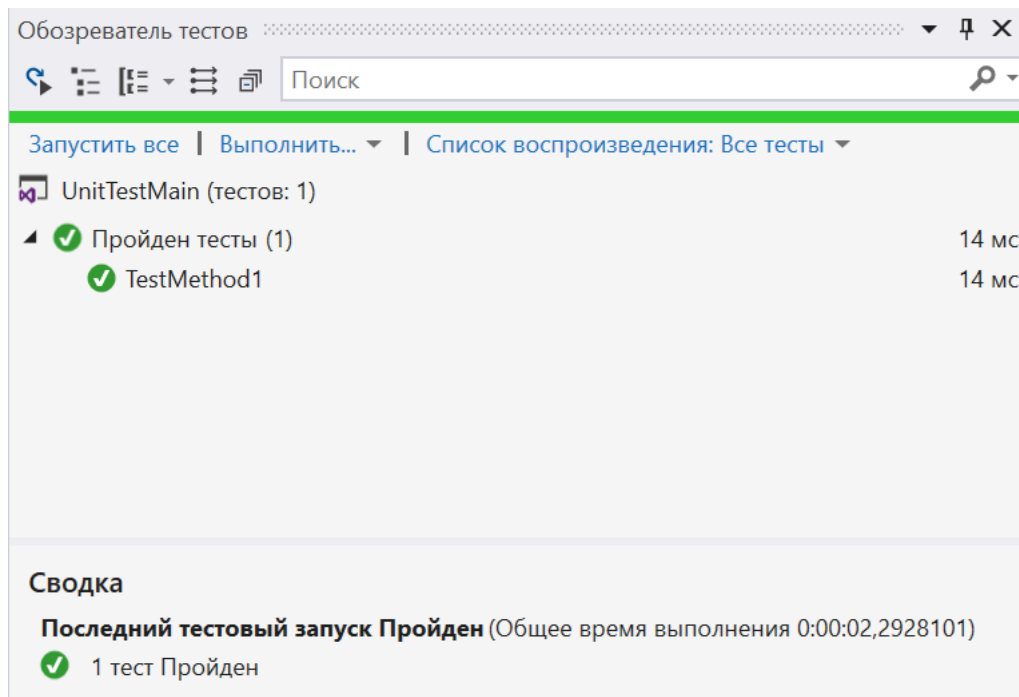 Обозреватель тестов
Поиск
Запустить все | Выполнить... | Список воспроизведения: Все тесты
UnitTestMain (тестов: 1)
Пройден тесты (1) 14 мс
TestMethod1 14 мс
Сводка
Последний тестовый запуск Пройден (Общее время выполнения 0:00:02,2928101)
1 тест Пройден